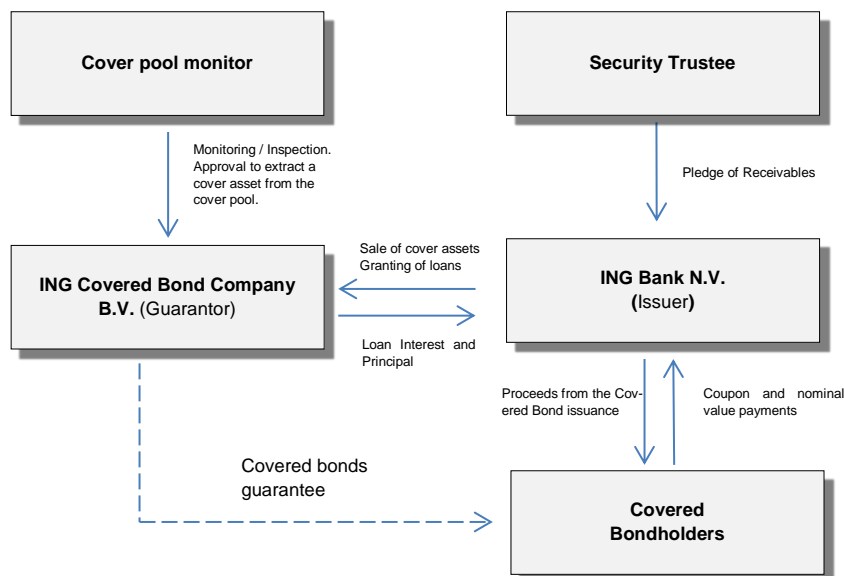 Cover pool monitor
Security Trustee
Monitoring / Inspection.
Approval to extract a
cover asset from the
cover pool.
Pledge of Receivables
ING Covered Bond Company
B.V. (Guarantor)
Sale of cover assets
Granting of loans
ING Bank N.V.
(Issuer)
Loan Interest and
Principal
Proceeds from the Cov-
ered Bond issuance
Coupon and nominal
value payments
Covered bonds
guarantee
Covered
Bondholders